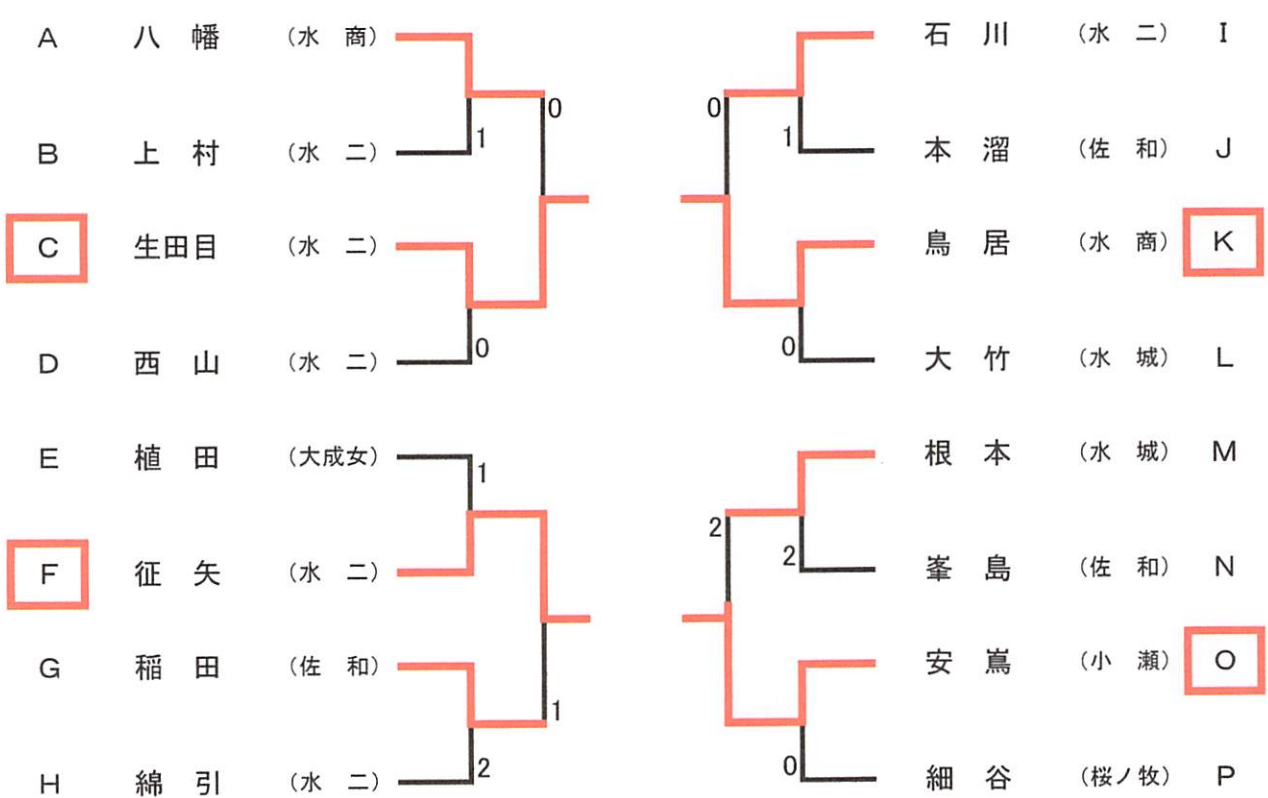 A 八 幡 (水 商) 石 川 (水 二) I
0 0
B 上 村 (水 二) 1 1 本 溜 (佐 和) J
C 生田目 (水 二) 鳥 居 (水 商) K
D 西 山 (水 二) 0 0 大 竹 (水 城) L
E 植 田 (大成女) 1 根 本 (水 城) M
2
F 征 矢 (水 二) 2 峯 島 (佐 和) N
G 稲 田 (佐 和) 安 嶌 (小 瀬) O
1
H 綿 引 (水 二) 2 0 細 谷 (桜ノ牧) P